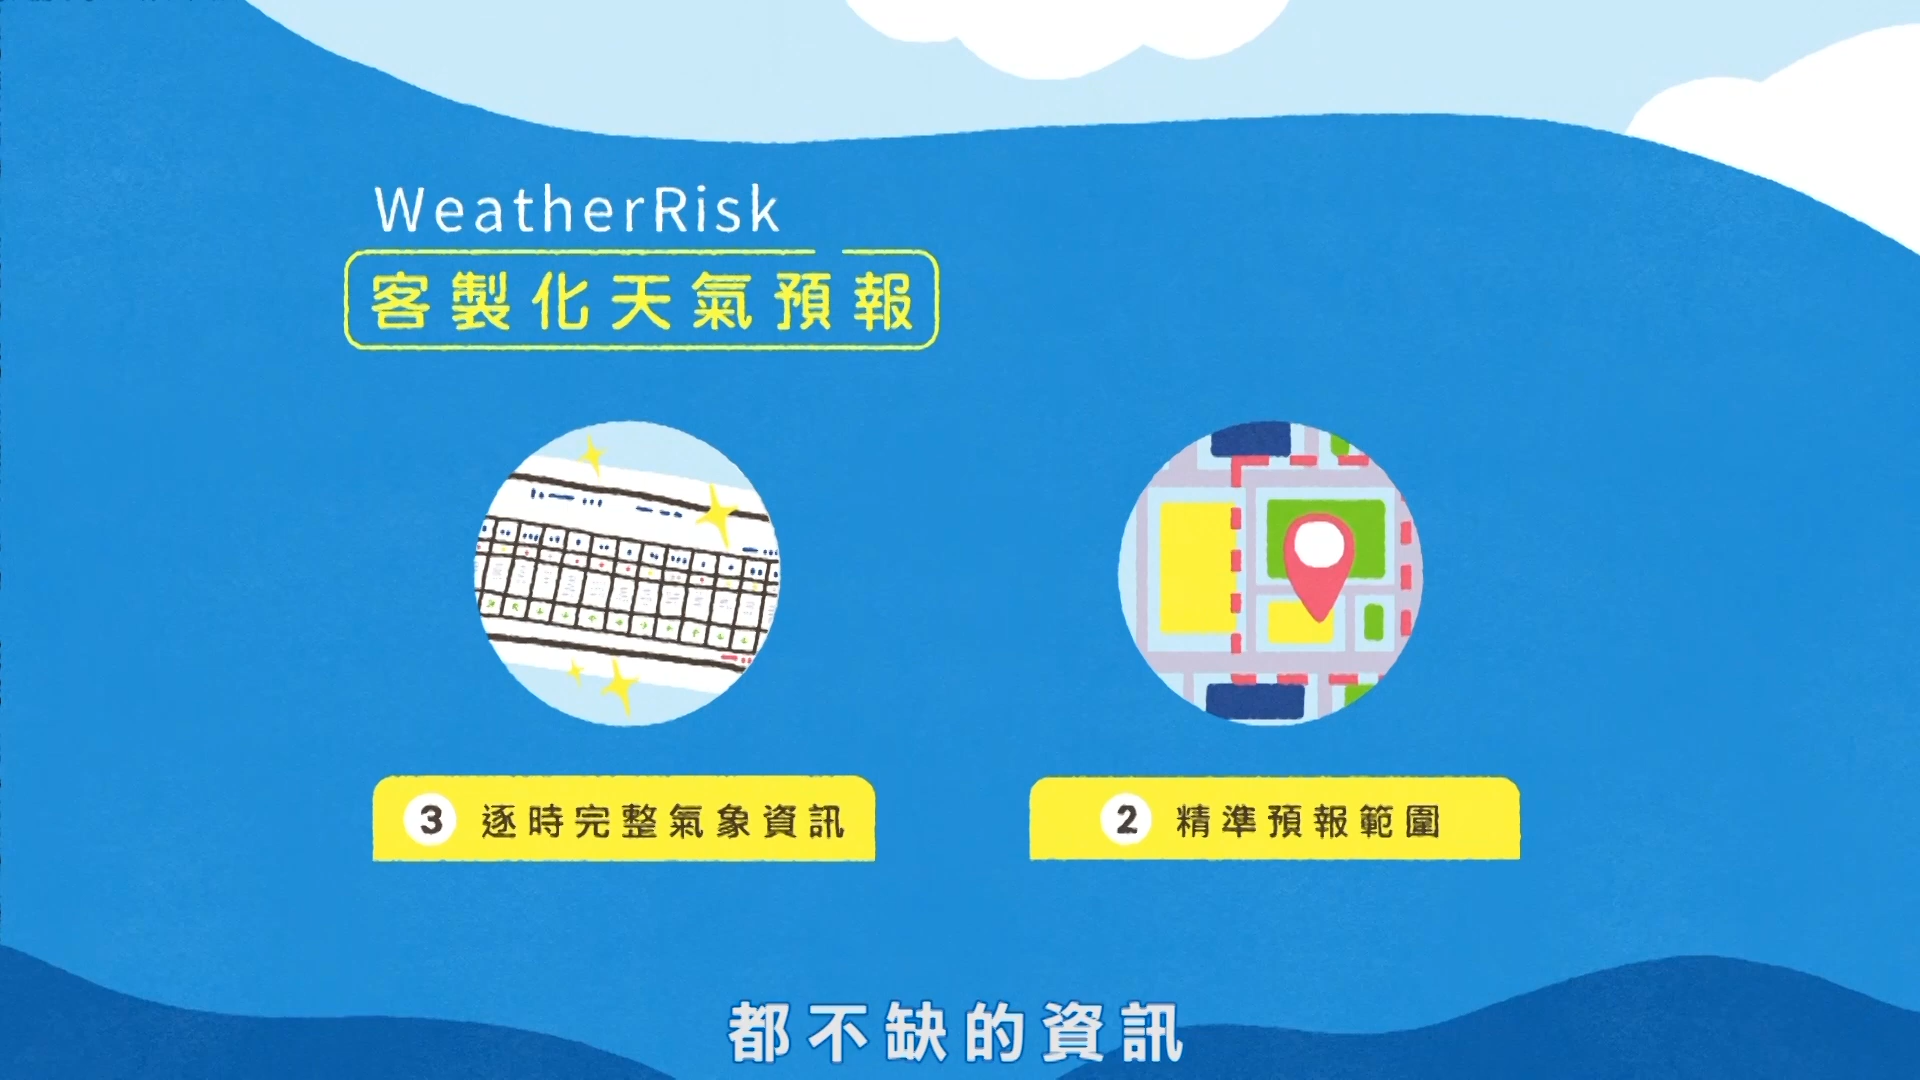 WeatherRisk
客製化天氣預報
3 逐時完整氣象資訊
2 精準預報範圍
都不缺的資訊